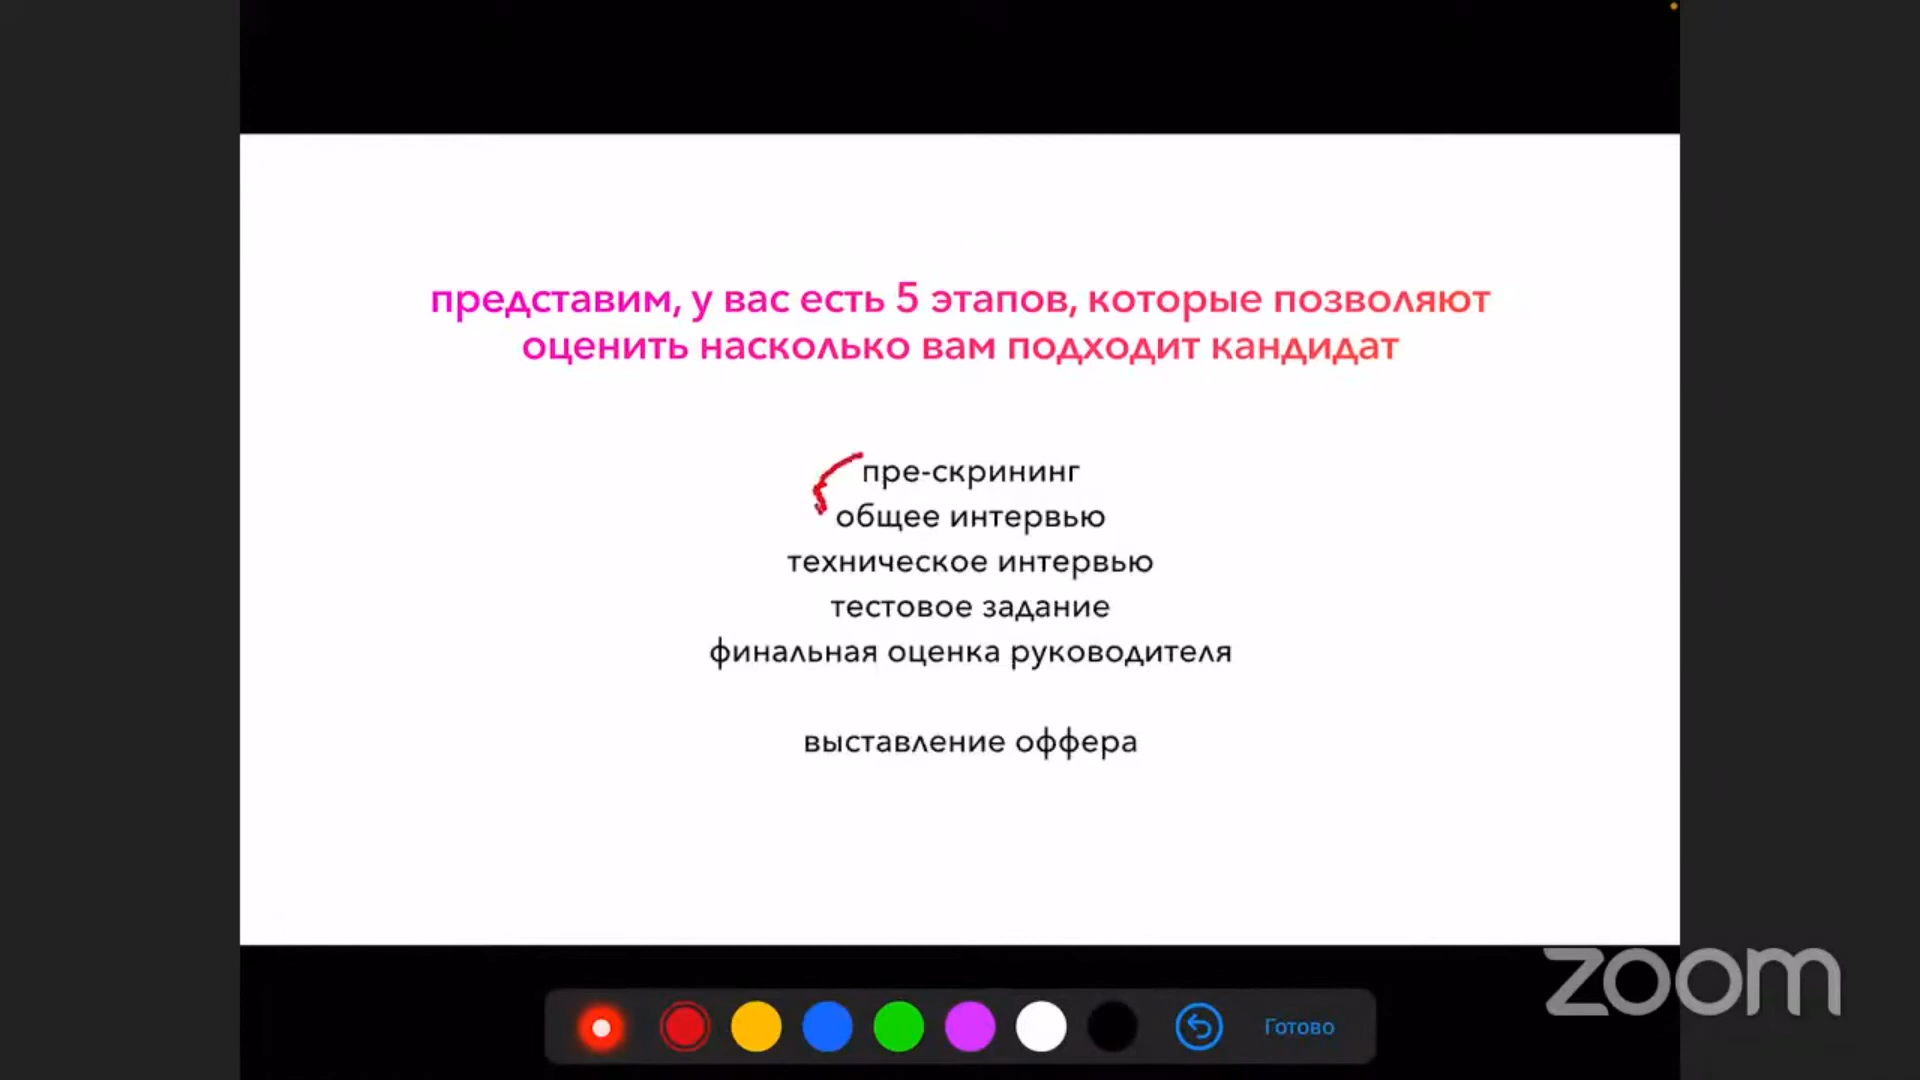 представим, у вас есть 5 этапов, которые позволяют
оценить насколько вам подходит кандидат
пре-скрининг
общее интервью
техническое интервью
тестовое задание
финальная оценка руководителя
выставление оффера
zoom
Готово